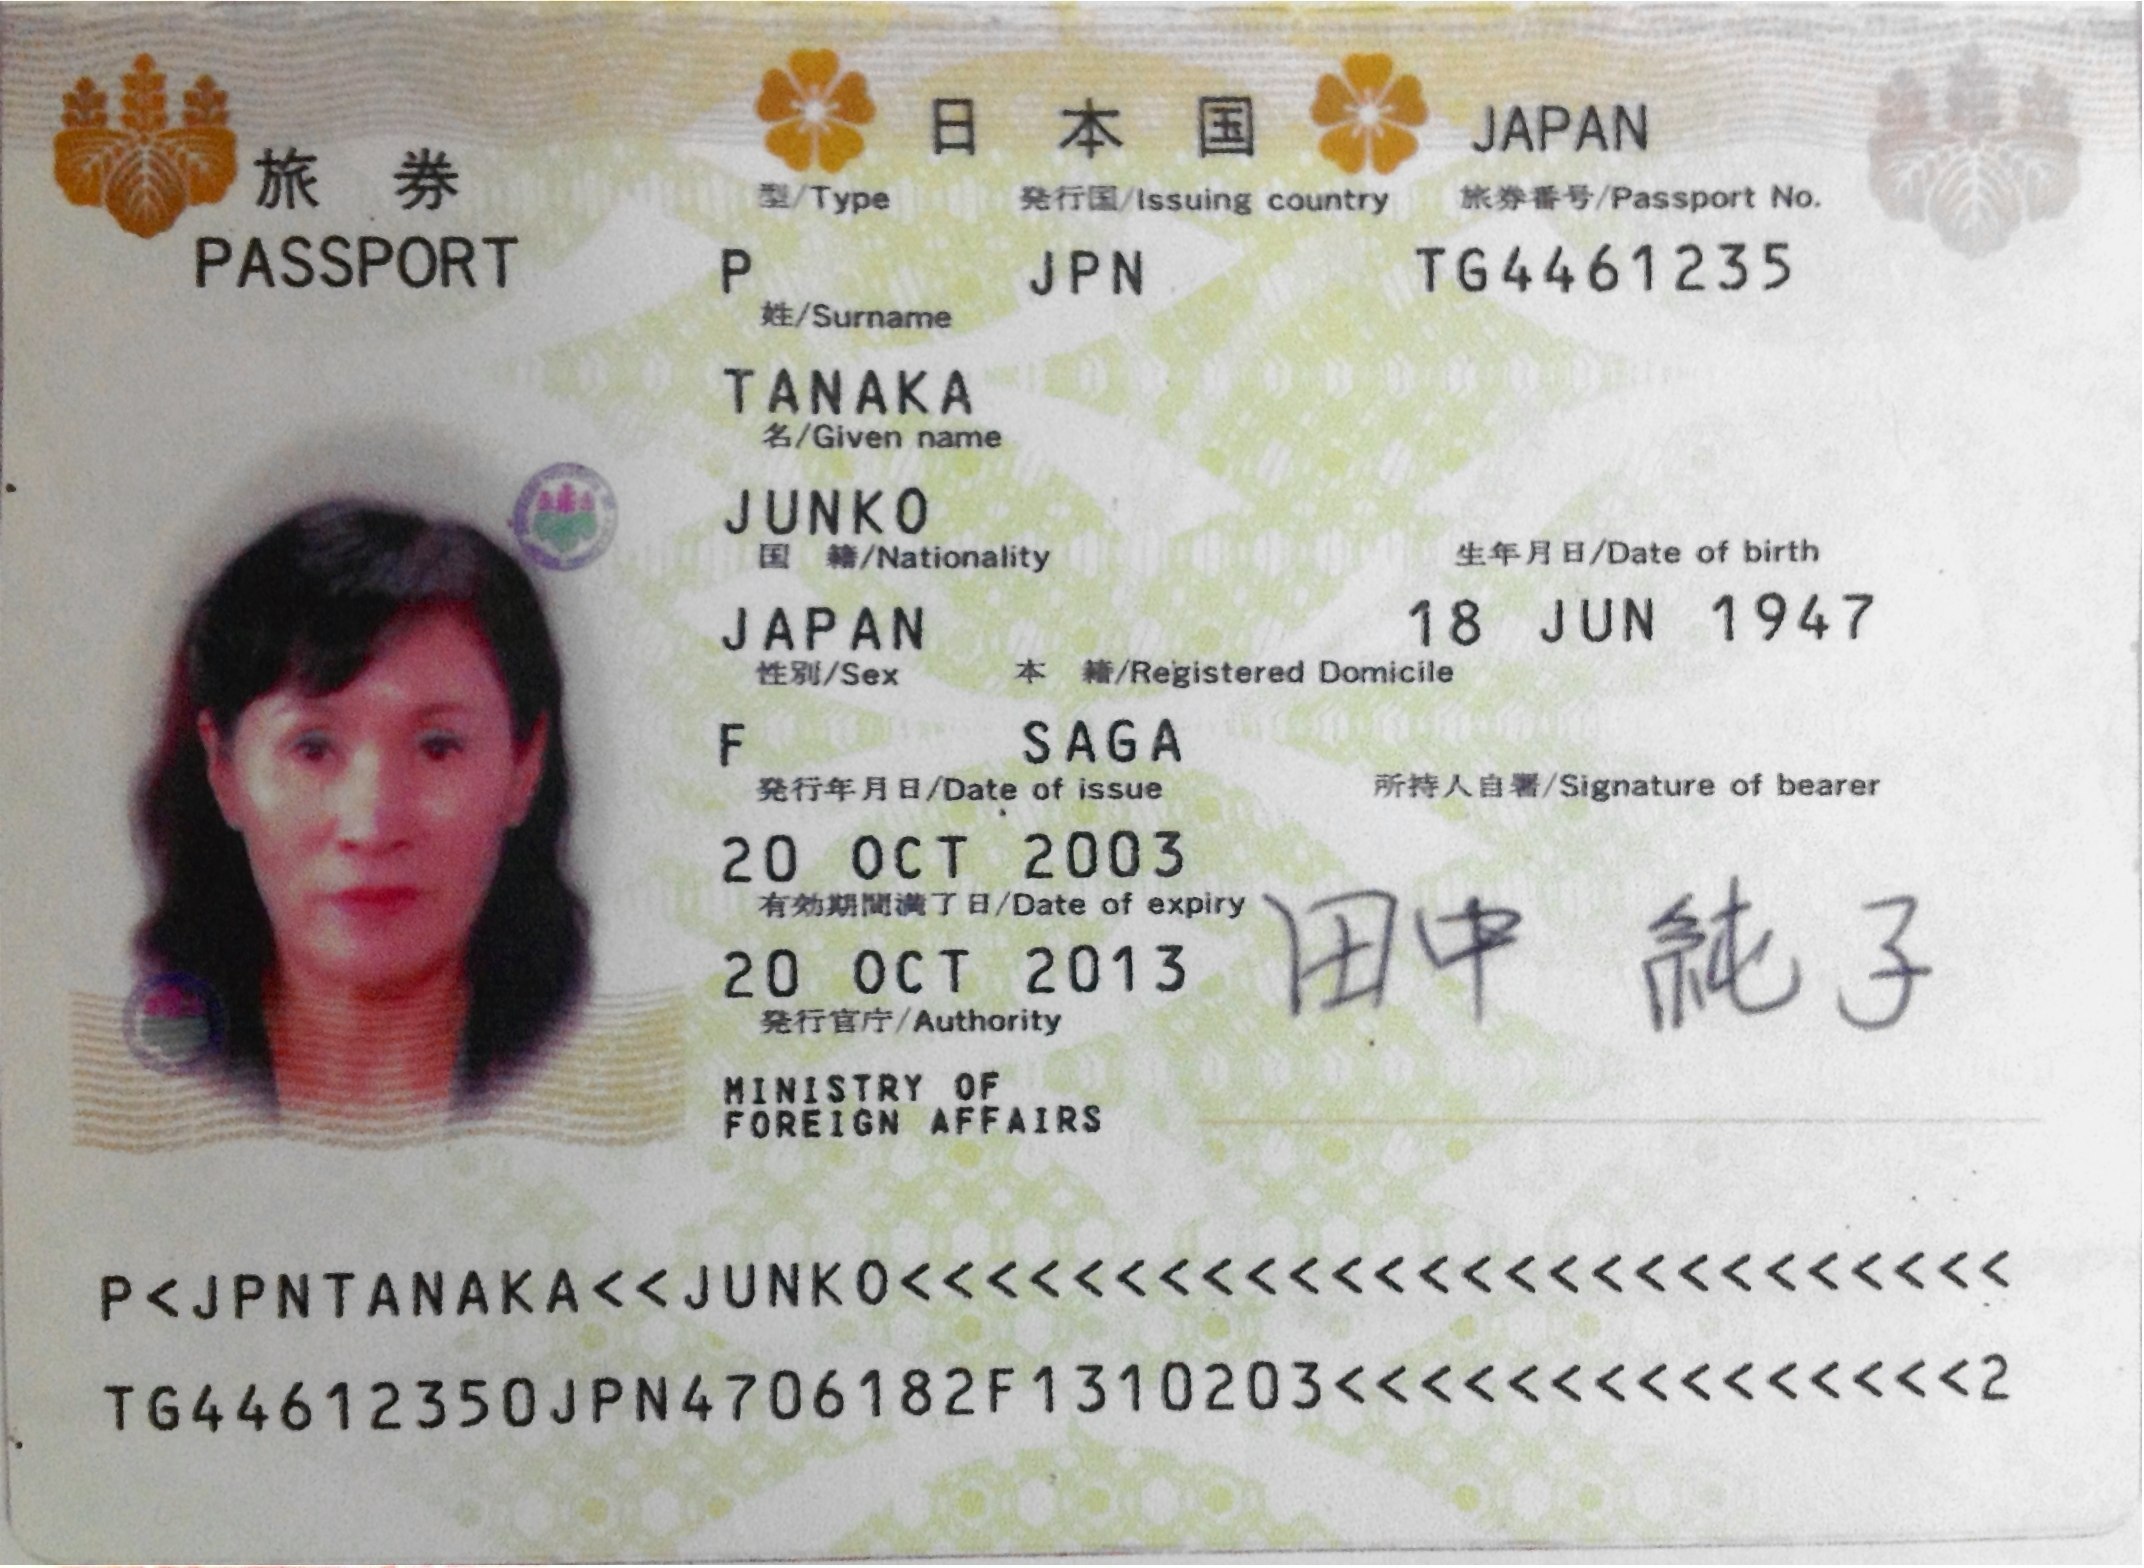 旅券
PASSPORT
日本国 JAPAN
型/Type 発行国/Issuing country 旅券番号/Passport No.
P JPN TG4461235
姓/Surname
TANAKA
名/Given name
JUNKO
国 籍/Nationality 生年月日/Date of birth
JAPAN 18 JUN 1947
性別/Sex 本 籍/Registered Domicile
F SAGA
発行年月日/Date of issue 所持人自署/Signature of bearer
20 OCT 2003
有効期間満了日/Date of expiry
20 OCT 2013 田中 純子
発行官庁/Authority
MINISTRY OF
FOREIGN AFFAIRS
P<JPNTANAKA<<JUNKO<<<<<<<<<<<<<<<<<<<<<<<<<<
TG44612350JPN4706182F1310203<<<<<<<<<<<<<<<2